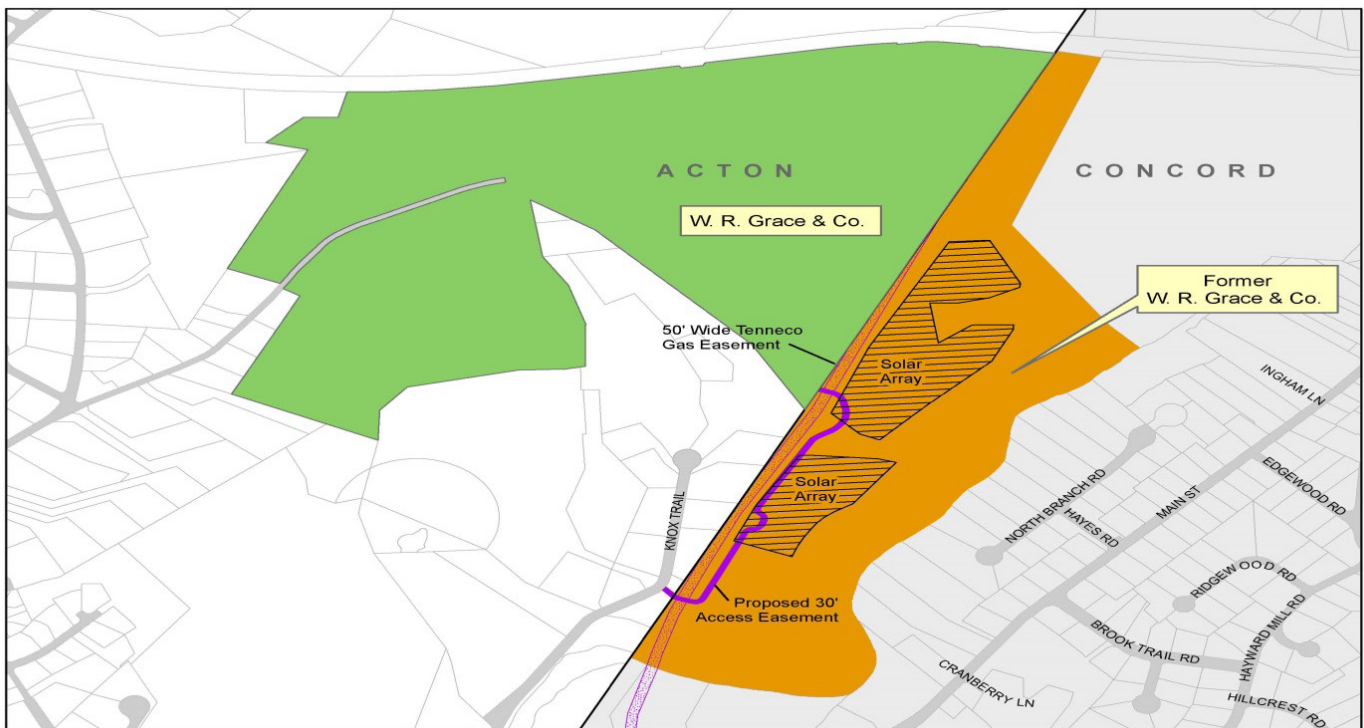 ACTON
CONCORD
W. R. Grace & Co.
Former
W. R. Grace & Co.
50' Wide Tenneco
Gas Easement
Solar
Array
INGHAM LN
EDGEWOOD RD
MAIN ST
NORTH BRANCH RD
HAYES RD
Solar
Array
KNOX TRAIL
RIDGEWOOD RD
Proposed 30'
Access Easement
HAYWARD MILL RD
BROOK TRAIL RD
CRANBERRY LN
HILLCREST RD